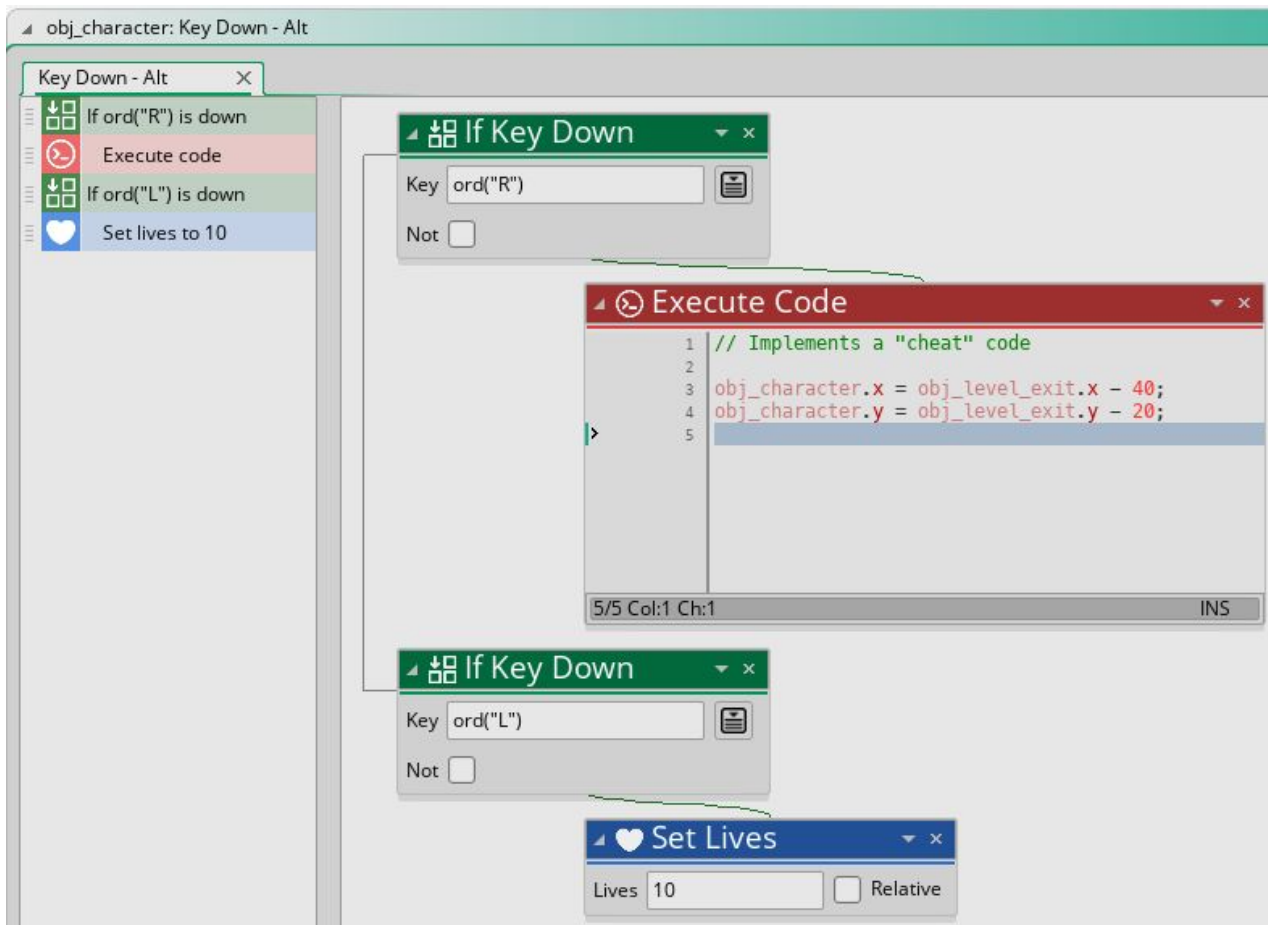 obj_character: Key Down - Alt
Key Down - Alt
If ord("R") is down
Execute code
If ord("L") is down
Set lives to 10
If Key Down
Key ord("R")
Not
Execute Code
1 // Implements a "cheat" code
2
3 obj_character.x = obj_level_exit.x - 40;
4 obj_character.y = obj_level_exit.y - 20;
5
5/5 Col:1 Ch:1 INS
If Key Down
Key ord("L")
Not
Set Lives
Lives 10 Relative